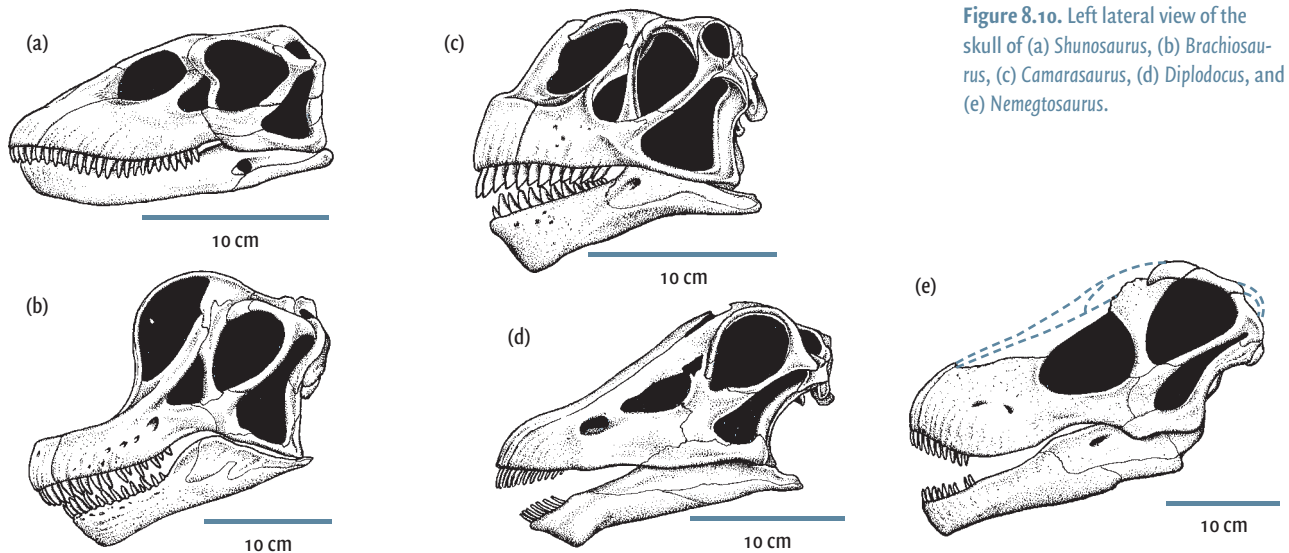 (a)
10 cm
(b)
10 cm
(c)
10 cm
(d)
10 cm
Figure 8.10. Left lateral view of the
skull of (a) Shunosaurus, (b) Brachiosau-
rus, (c) Camarasaurus, (d) Diplodocus, and
(e) Nemegtosaurus.
(e)
10 cm